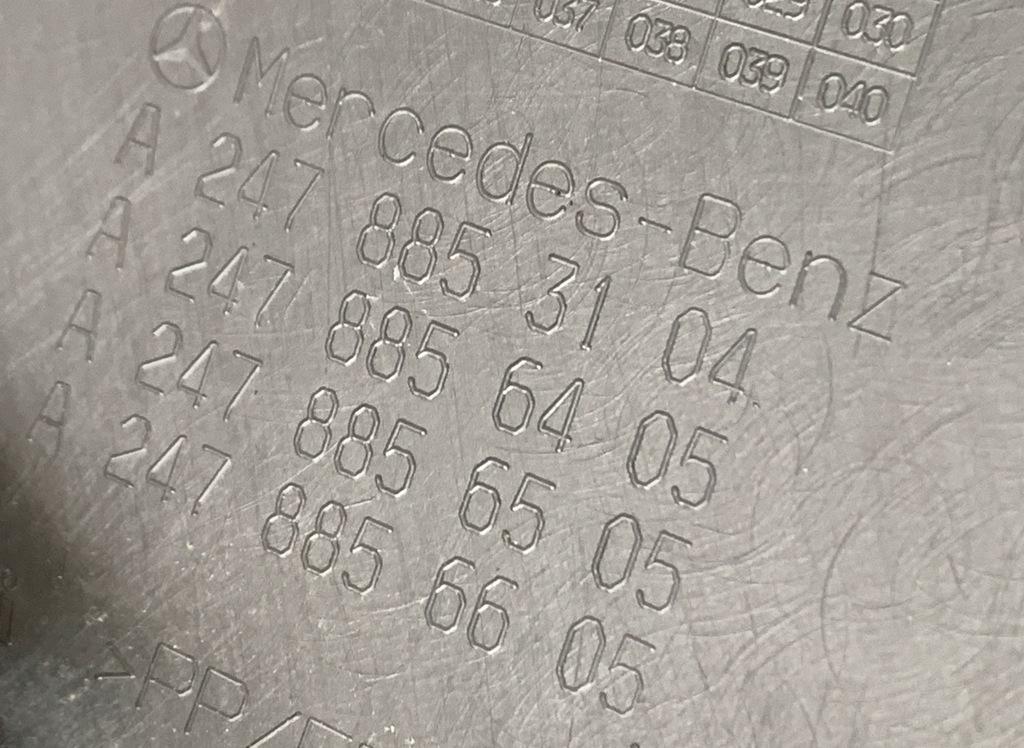 037 038 039 040
030
Mercedes-Benz
A 247 885 31 04
A 247 885 64 05
A 247 885 65 05
A 247 885 66 05
>PP/